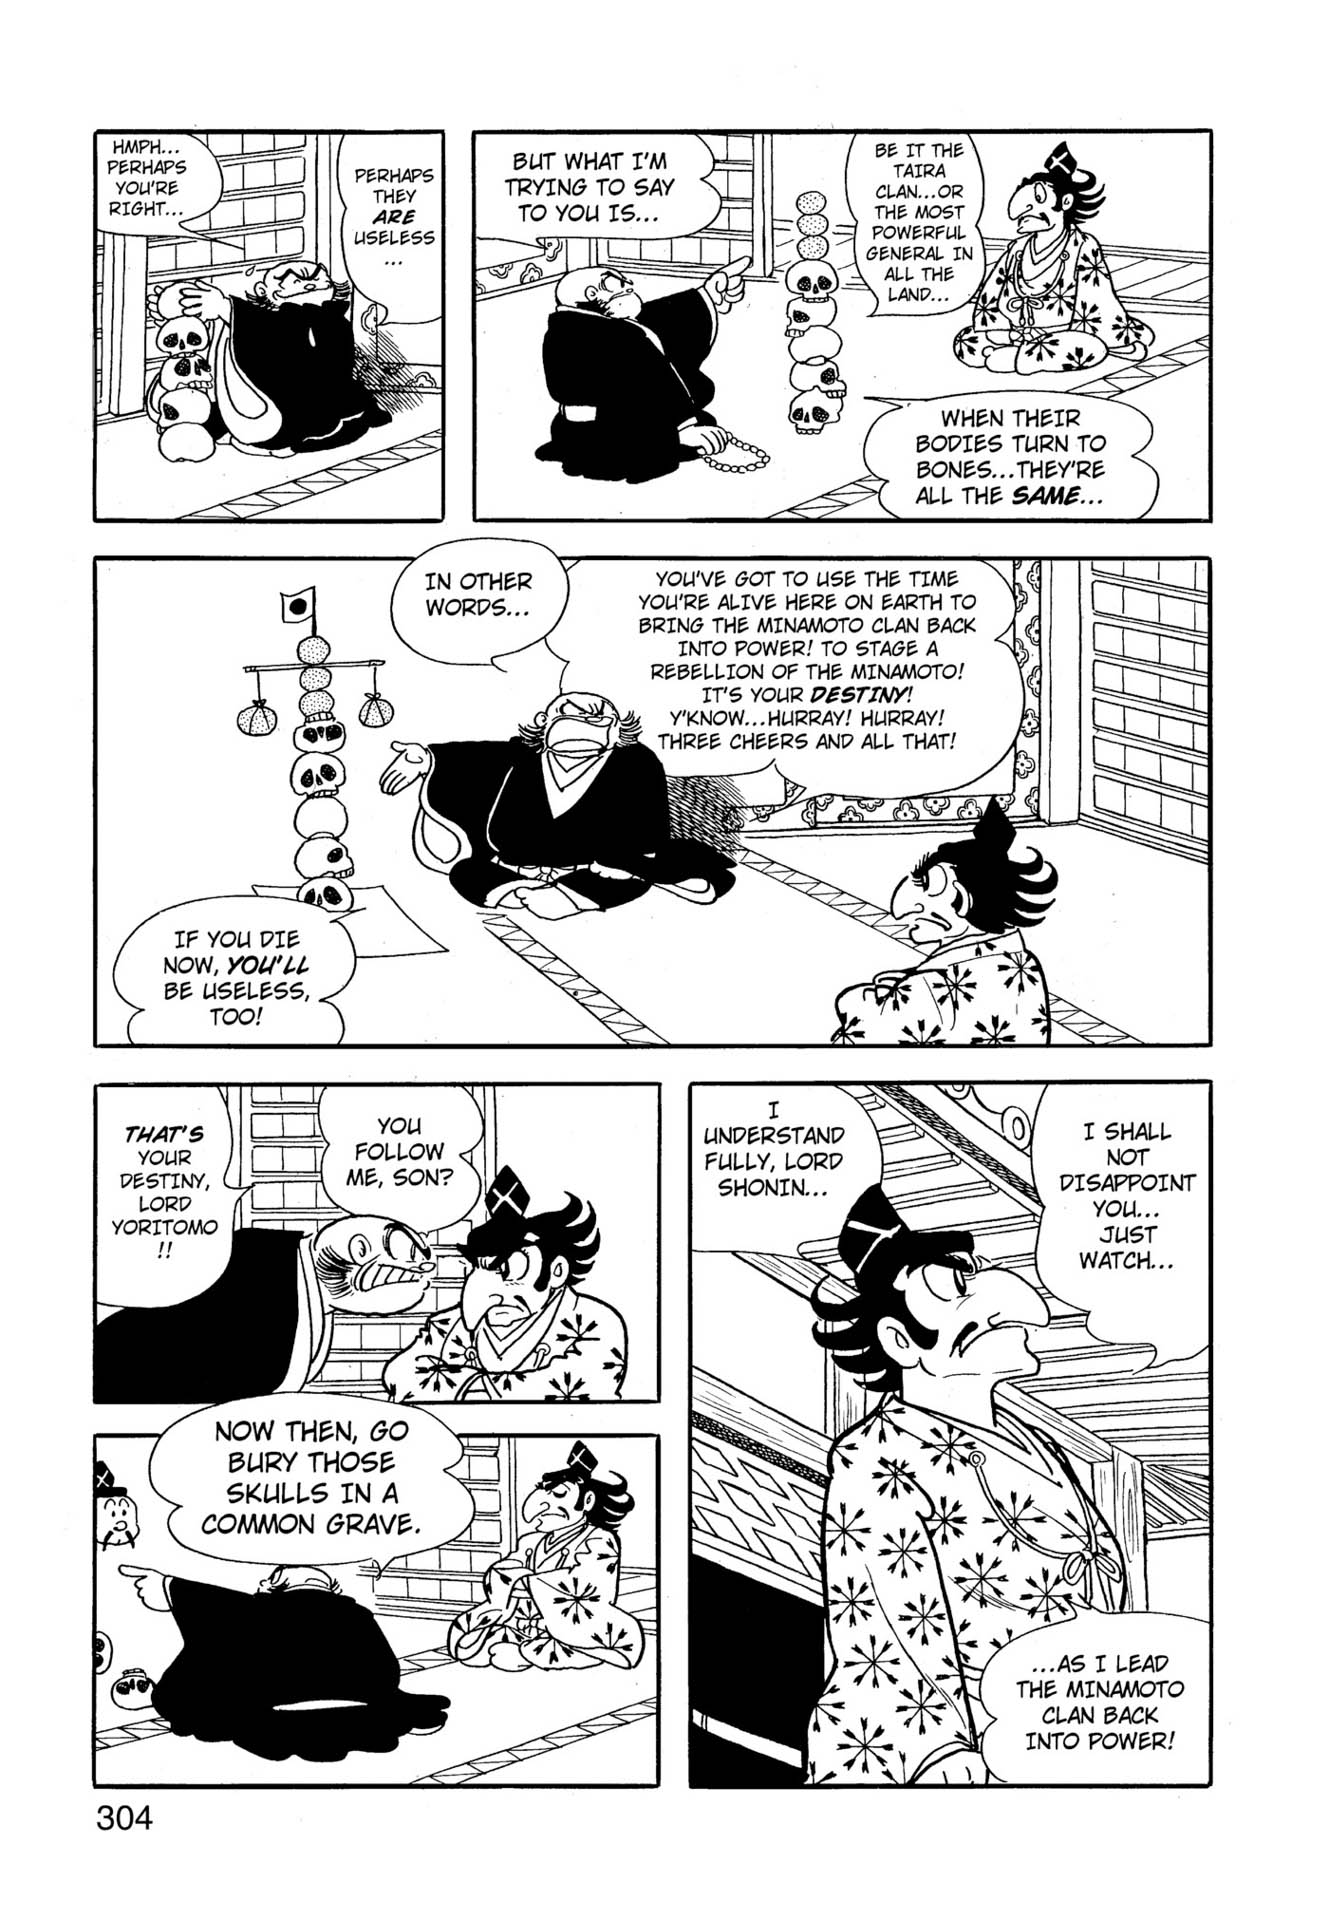 HMPH...
PERHAPS
YOU'RE
RIGHT...
PERHAPS
THEY
ARE
USELESS
...
BUT WHAT I'M
TRYING TO SAY
TO YOU IS...
BE IT THE
TAIRA
CLAN...OR
THE MOST
POWERFUL
GENERAL IN
ALL THE
LAND...
WHEN THEIR
BODIES TURN TO
BONES...THEY'RE
ALL THE SAME...
IN OTHER
WORDS...
YOU'VE GOT TO USE THE TIME
YOU'RE ALIVE HERE ON EARTH TO
BRING THE MINAMOTO CLAN BACK
INTO POWER! TO STAGE A
REBELLION OF THE MINAMOTO!
IT'S YOUR DESTINY!
Y'KNOW...HURRAY! HURRAY!
THREE CHEERS AND ALL THAT!
IF YOU DIE
NOW, YOU'LL
BE USELESS,
TOO!
THAT'S
YOUR
DESTINY,
LORD
YORITOMO
!!
YOU
FOLLOW
ME, SON?
NOW THEN, GO
BURY THOSE
SKULLS IN A
COMMON GRAVE.
I
UNDERSTAND
FULLY, LORD
SHONIN...
I SHALL
NOT
DISAPPOINT
YOU...
JUST
WATCH...
...AS I LEAD
THE MINAMOTO
CLAN BACK
INTO POWER!
304